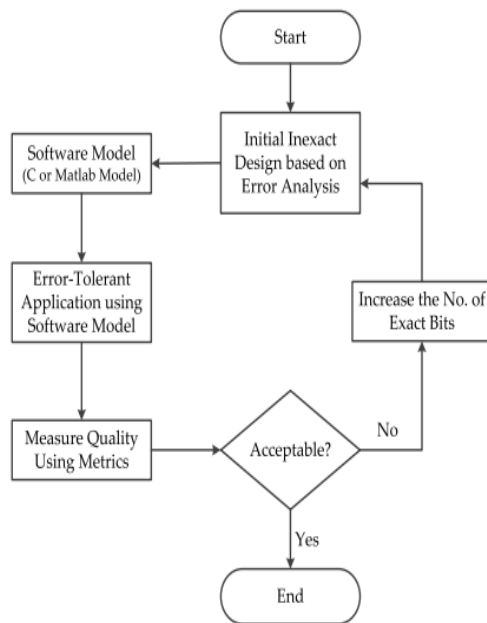 Start
Initial Inexact
Design based on
Error Analysis
Software Model
(C or Matlab Model)
Error-Tolerant
Application using
Software Model
Increase the No. of
Exact Bits
Measure Quality
Using Metrics
Acceptable?
No
Yes
End